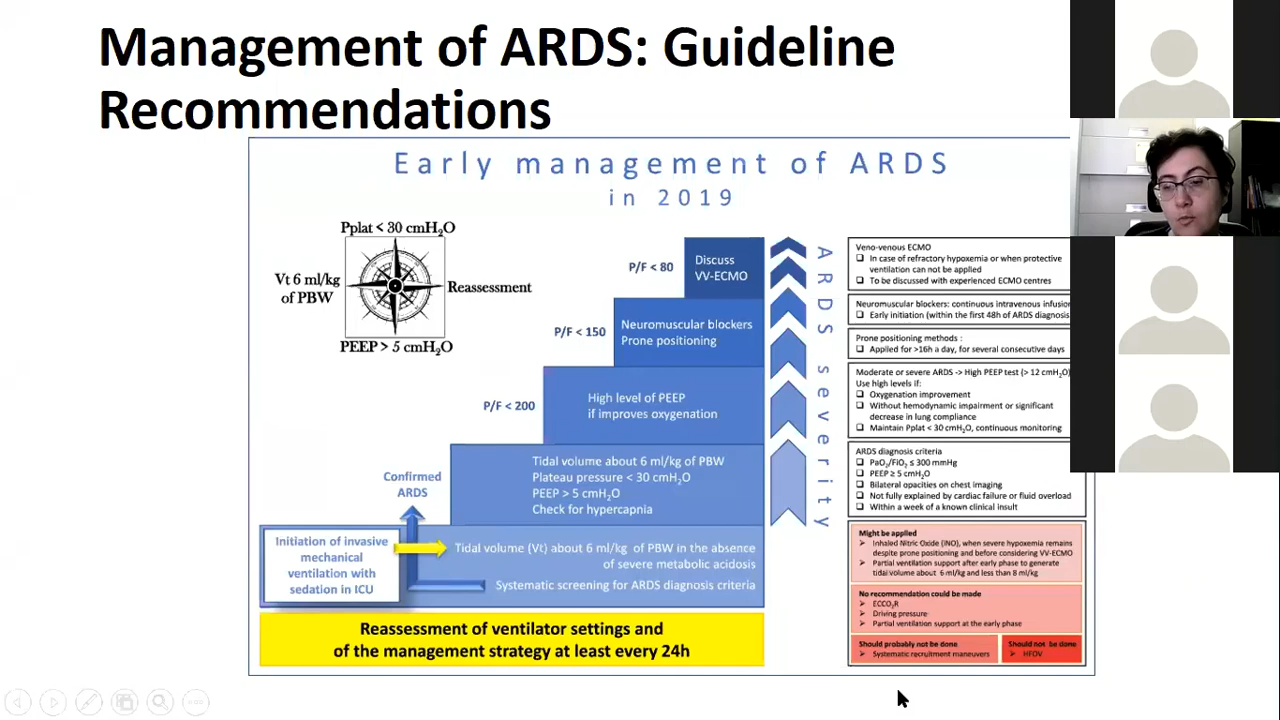 Management of ARDS: Guideline
Recommendations
Early management of ARDS
in 2019
Pplat < 30 cmH₂O
Vt 6 ml/kg
of PBW
Reassessment
PEEP > 5 cmH₂O
P/F < 80
Discuss
VV-ECMO
P/F < 150
Neuromuscular blockers
Prone positioning
P/F < 200
High level of PEEP
if improves oxygenation
Confirmed
ARDS
Tidal volume about 6 ml/kg of PBW
Plateau pressure < 30 cmH₂O
PEEP > 5 cmH₂O
Check for hypercapnia
Initiation of invasive
mechanical
ventilation with
sedation in ICU
Tidal volume (Vt) about 6 ml/kg of PBW in the absence
of severe metabolic acidosis
Systematic screening for ARDS diagnosis criteria
Reassessment of ventilator settings and
of the management strategy at least every 24h
ARDS severity
Veno-venous ECMO
❑ In case of refractory hypoxemia or when protective
ventilation can not be applied
❑ To be discussed with experienced ECMO centres
Neuromuscular blockers: continuous intravenous infusion
❑ Early initiation (within the first 48h of ARDS diagnosis
Prone positioning methods :
❑ Applied for >16h a day, for several consecutive days
Moderate or severe ARDS -> High PEEP test (> 12 cmH₂O)
Use high levels if:
❑ Oxygenation improvement
❑ Without hemodynamic impairment or significant
decrease in lung compliance
❑ Maintain Pplat < 30 cmH₂O, continuous monitoring
ARDS diagnosis criteria
❑ PaO₂/FiO₂ ≤ 300 mmHg
❑ PEEP ≥ 5 cmH₂O
❑ Bilateral opacities on chest imaging
❑ Not fully explained by cardiac failure or fluid overload
❑ Within a week of a known clinical insult
Might be applied
➢ Inhaled Nitric Oxide (iNO), when severe hypoxemia remains
despite prone positioning and before considering VV-ECMO
➢ Partial ventilation support after early phase to generate
tidal volume about 6 ml/kg and less than 8 ml/kg
No recommendation could be made
➢ ECCO₂R
➢ Driving pressure
➢ Partial ventilation support at the early phase
Should probably not be done
➢ Systematic recruitment maneuvers
Should not be done
➢ HFOV